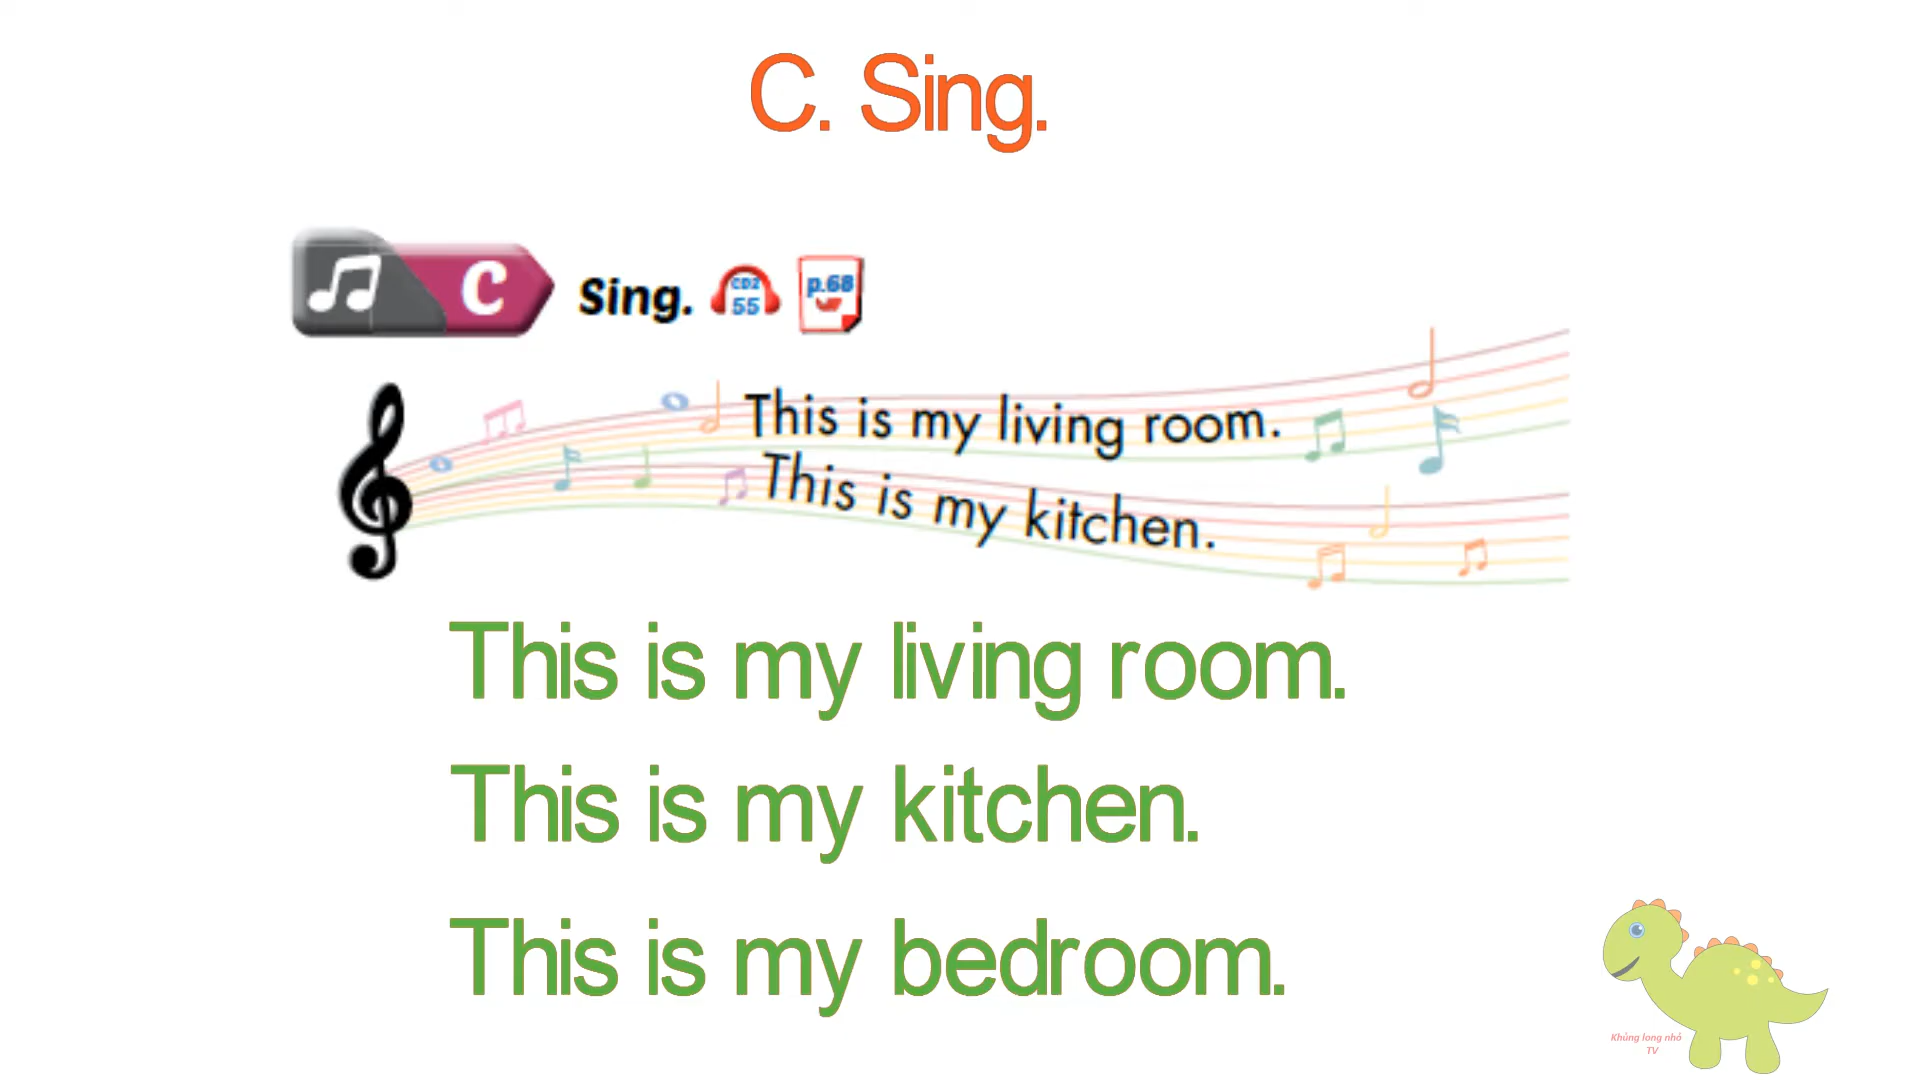 C. Sing.
C Sing. CD2 55 p.68
This is my living room.
This is my kitchen.
This is my living room.
This is my kitchen.
This is my bedroom.
Khủng long nhỏ
TV